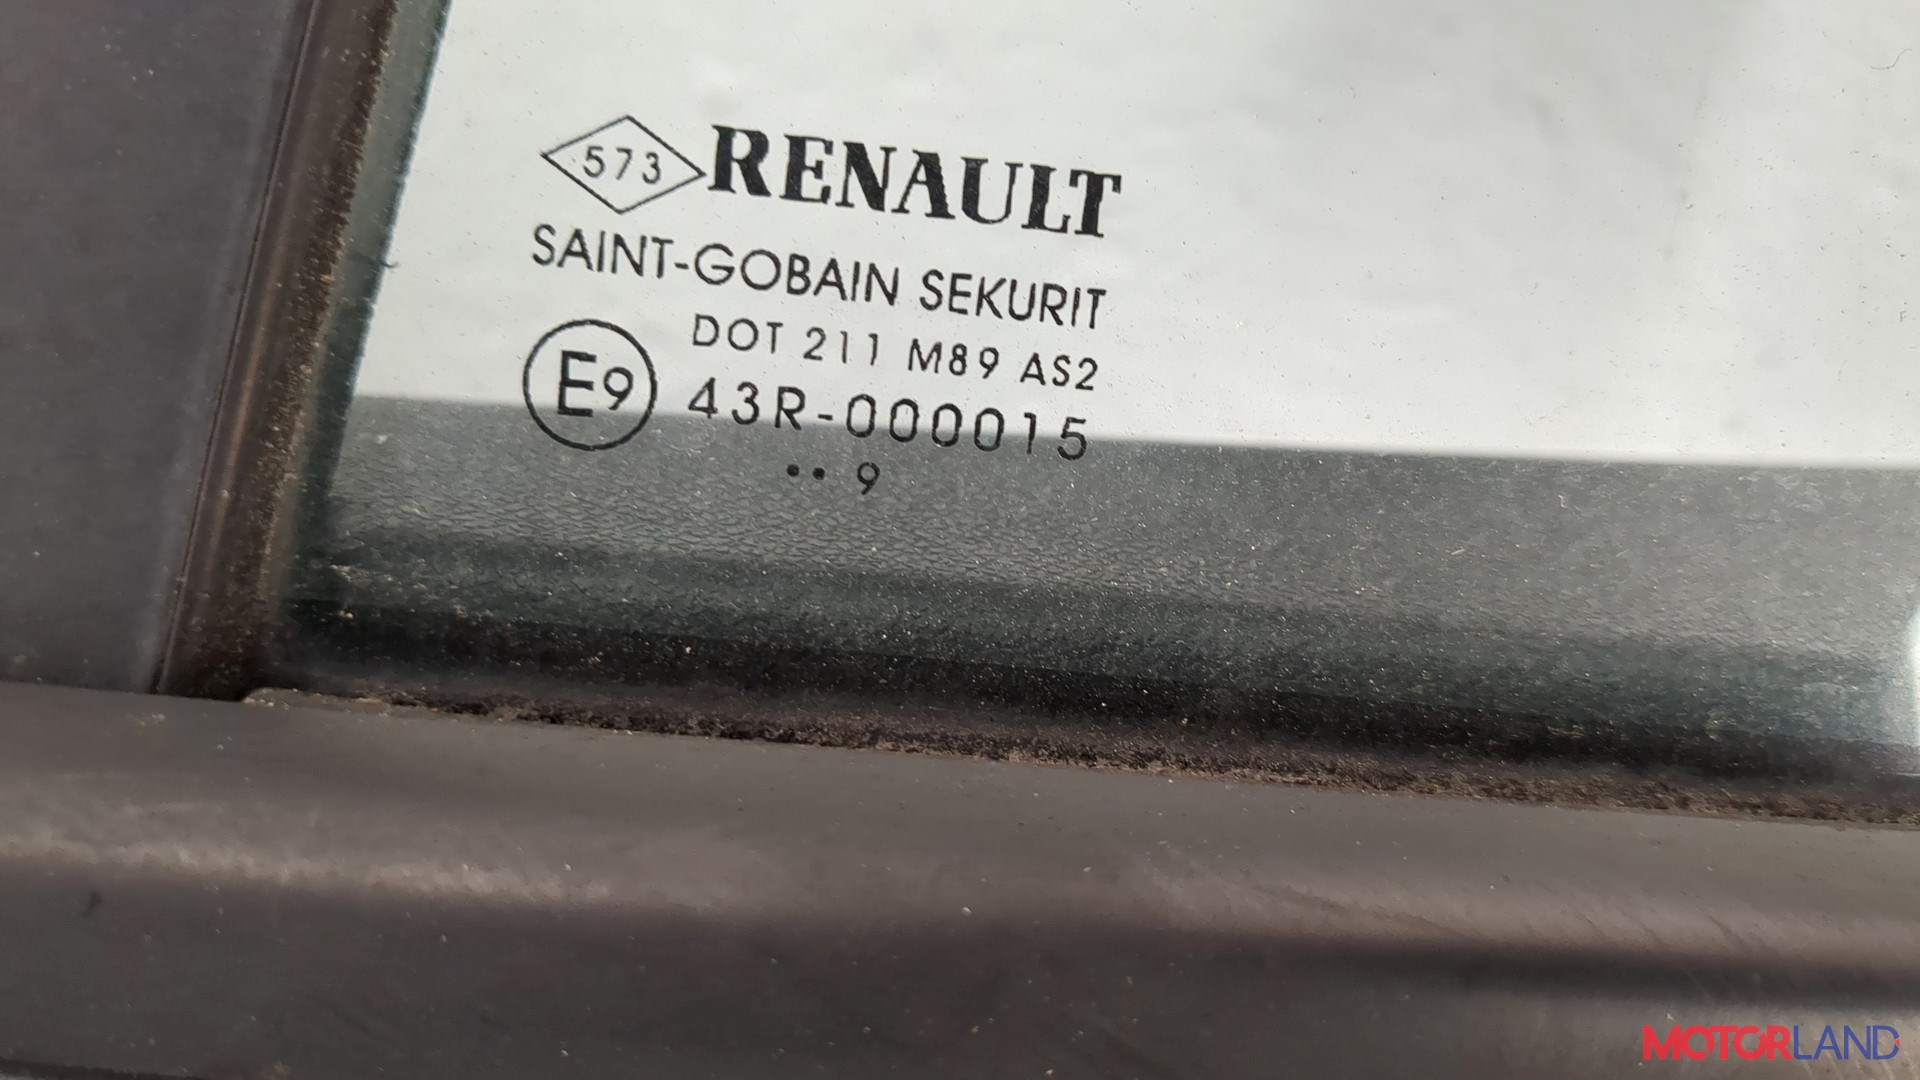 573 RENAULT
SAINT-GOBAIN SEKURIT
DOT 211 M89 AS2
E9 43R-000015
•• 9
MOTORLAND